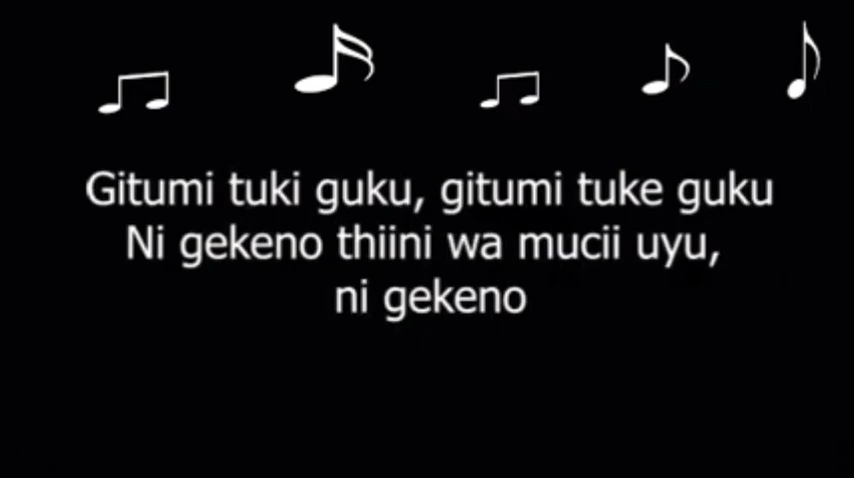 Gitumi tuki guku, gitumi tuke guku
Ni gekeno thiini wa mucii uyu,
ni gekeno